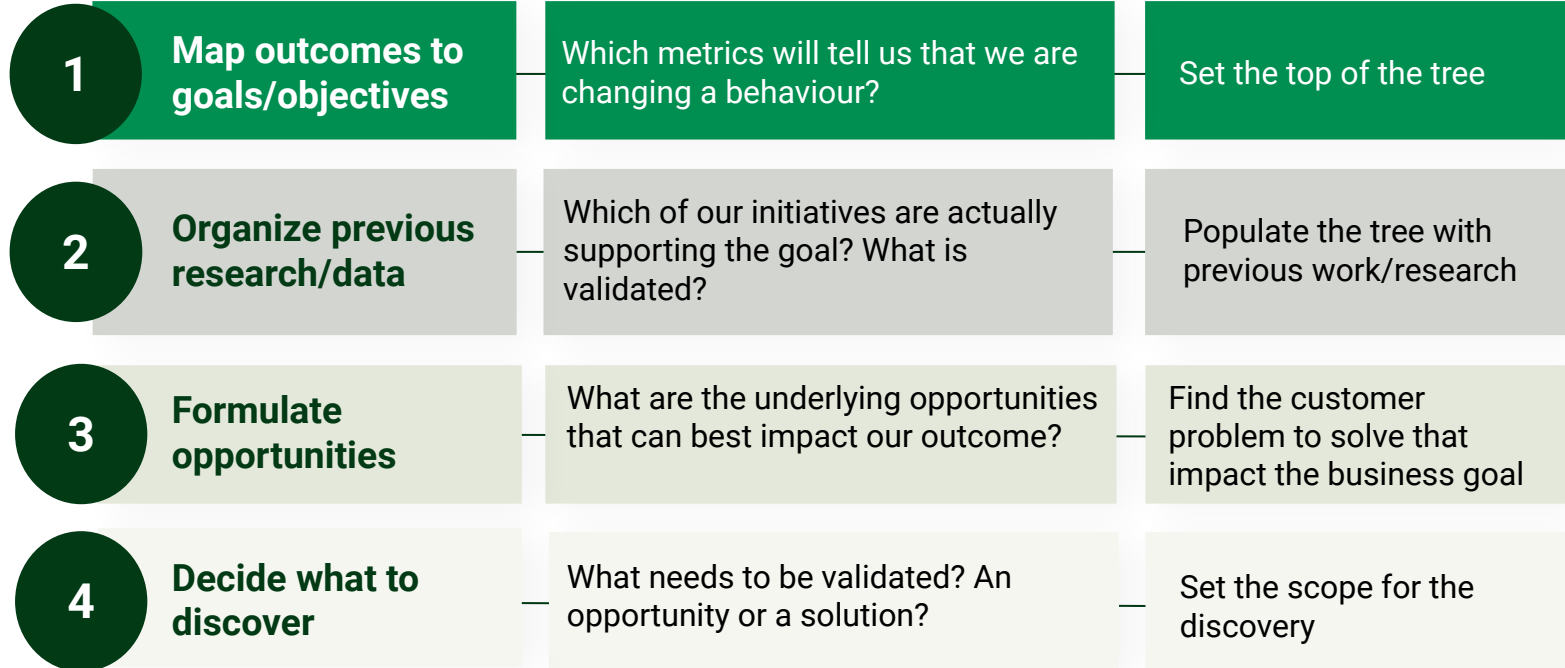 1
Map outcomes to
goals/objectives
Which metrics will tell us that we are
changing a behaviour?
Set the top of the tree
2
Organize previous
research/data
Which of our initiatives are actually
supporting the goal? What is
validated?
Populate the tree with
previous work/research
3
Formulate
opportunities
What are the underlying opportunities
that can best impact our outcome?
Find the customer
problem to solve that
impact the business goal
4
Decide what to
discover
What needs to be validated? An
opportunity or a solution?
Set the scope for the
discovery